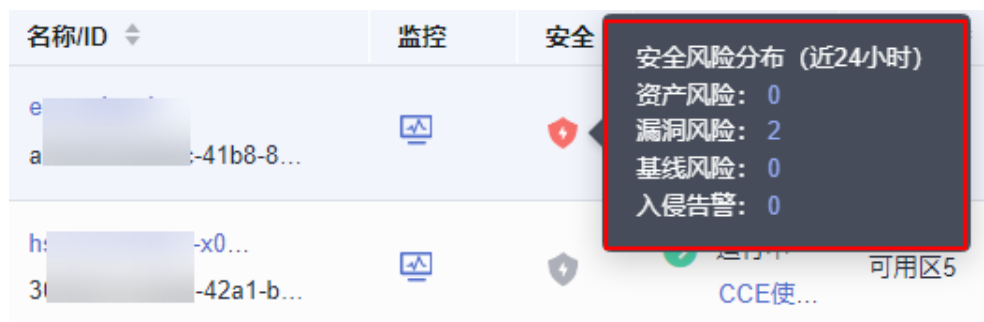 名称/ID
监控
安全
安全风险分布（近24小时）
资产风险： 0
漏洞风险： 2
基线风险： 0
入侵告警： 0
e
a :-41b8-8...
-x0...
-42a1-b...
CCE使...
可用区5